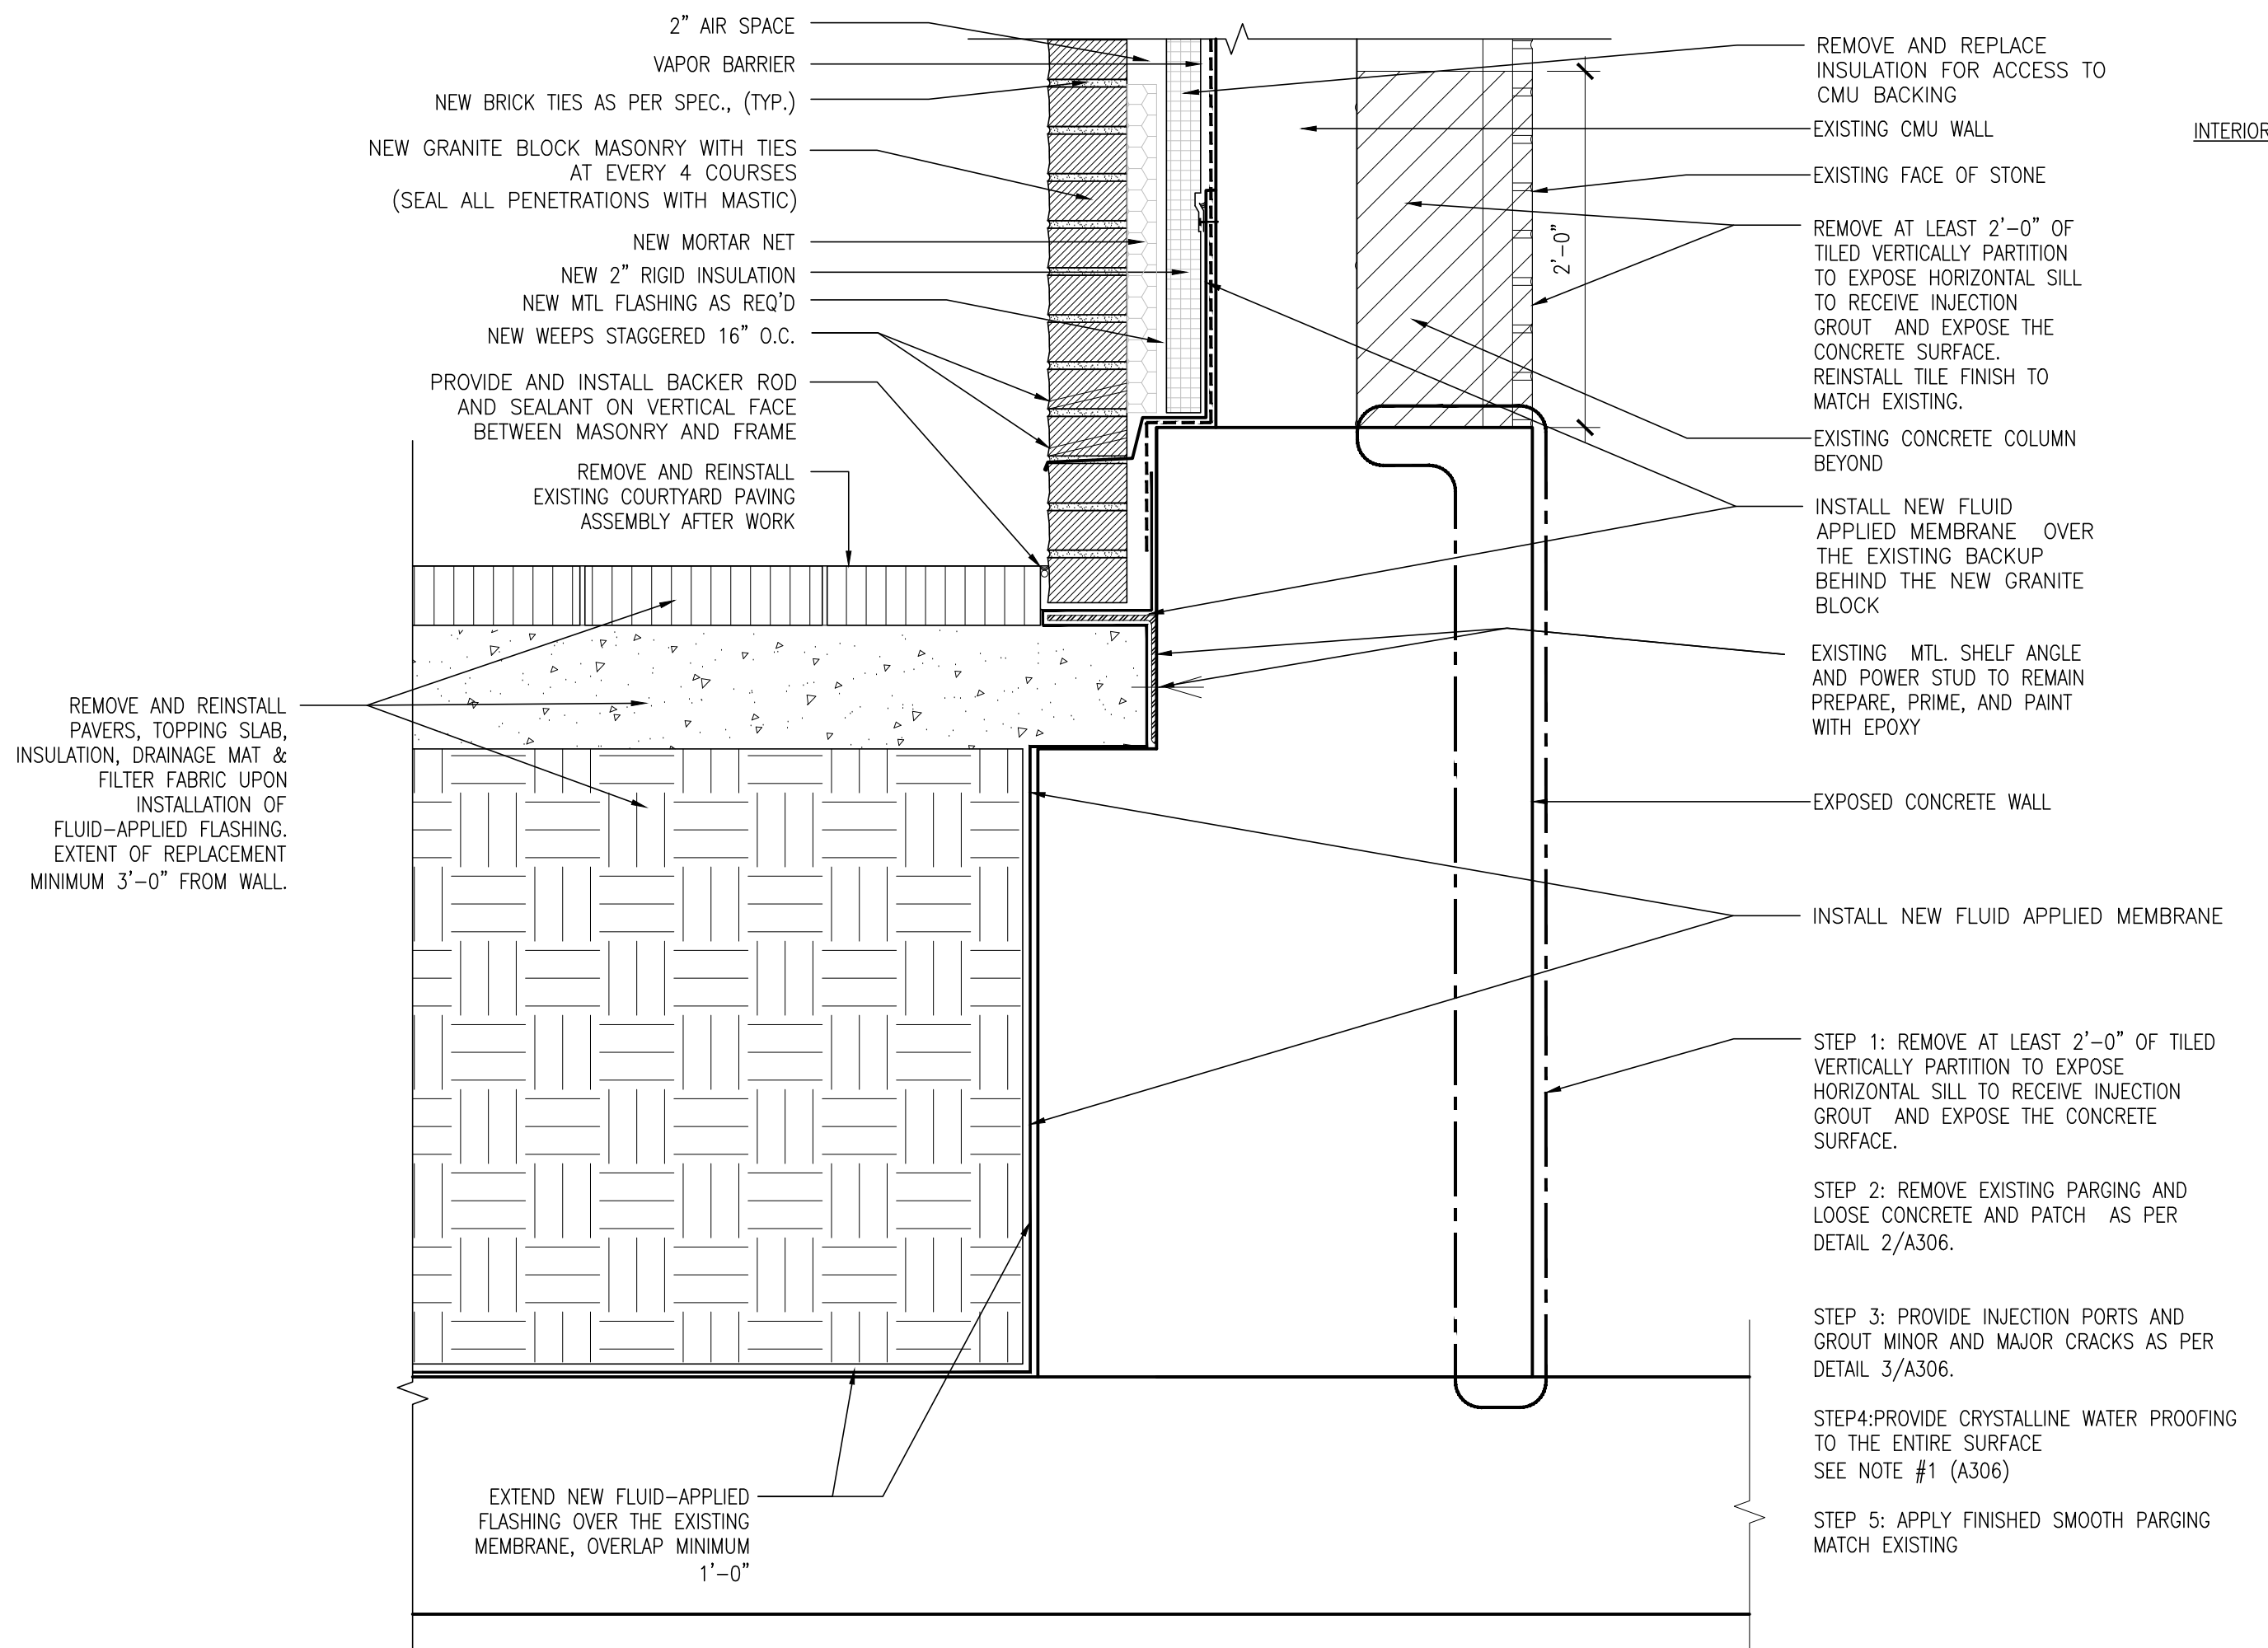 2” AIR SPACE
VAPOR BARRIER
NEW BRICK TIES AS PER SPEC., (TYP.)
NEW GRANITE BLOCK MASONRY WITH TIES
AT EVERY 4 COURSES
(SEAL ALL PENETRATIONS WITH MASTIC)
NEW MORTAR NET
NEW 2” RIGID INSULATION
NEW MTL FLASHING AS REQ'D
NEW WEEPS STAGGERED 16” O.C.
PROVIDE AND INSTALL BACKER ROD
AND SEALANT ON VERTICAL FACE
BETWEEN MASONRY AND FRAME
REMOVE AND REINSTALL
EXISTING COURTYARD PAVING
ASSEMBLY AFTER WORK
REMOVE AND REINSTALL
PAVERS, TOPPING SLAB,
INSULATION, DRAINAGE MAT &
FILTER FABRIC UPON
INSTALLATION OF
FLUID-APPLIED FLASHING.
EXTENT OF REPLACEMENT
MINIMUM 3'-0” FROM WALL.
EXTEND NEW FLUID-APPLIED
FLASHING OVER THE EXISTING
MEMBRANE, OVERLAP MINIMUM
1'-0”
2'-0”
REMOVE AND REPLACE
INSULATION FOR ACCESS TO
CMU BACKING
EXISTING CMU WALL
INTERIOR
EXISTING FACE OF STONE
REMOVE AT LEAST 2'-0” OF
TILED VERTICALLY PARTITION
TO EXPOSE HORIZONTAL SILL
TO RECEIVE INJECTION
GROUT AND EXPOSE THE
CONCRETE SURFACE.
REINSTALL TILE FINISH TO
MATCH EXISTING.
EXISTING CONCRETE COLUMN
BEYOND
INSTALL NEW FLUID
APPLIED MEMBRANE OVER
THE EXISTING BACKUP
BEHIND THE NEW GRANITE
BLOCK
EXISTING MTL. SHELF ANGLE
AND POWER STUD TO REMAIN
PREPARE, PRIME, AND PAINT
WITH EPOXY
EXPOSED CONCRETE WALL
INSTALL NEW FLUID APPLIED MEMBRANE
STEP 1: REMOVE AT LEAST 2'-0” OF TILED
VERTICALLY PARTITION TO EXPOSE
HORIZONTAL SILL TO RECEIVE INJECTION
GROUT AND EXPOSE THE CONCRETE
SURFACE.
STEP 2: REMOVE EXISTING PARGING AND
LOOSE CONCRETE AND PATCH AS PER
DETAIL 2/A306.
STEP 3: PROVIDE INJECTION PORTS AND
GROUT MINOR AND MAJOR CRACKS AS PER
DETAIL 3/A306.
STEP4:PROVIDE CRYSTALLINE WATER PROOFING
TO THE ENTIRE SURFACE
SEE NOTE #1 (A306)
STEP 5: APPLY FINISHED SMOOTH PARGING
MATCH EXISTING